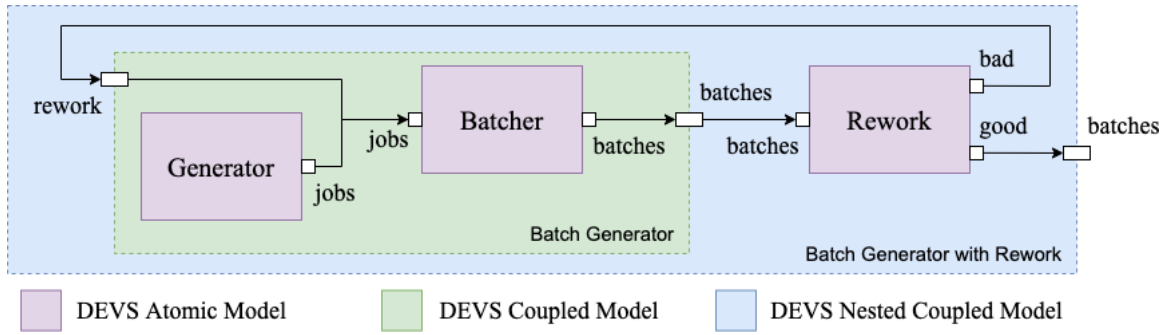 bad
rework
batches
Batcher
Rework
good
batches
jobs
batches
batches
Generator
jobs
Batch Generator
Batch Generator with Rework
DEVS Atomic Model
DEVS Coupled Model
DEVS Nested Coupled Model